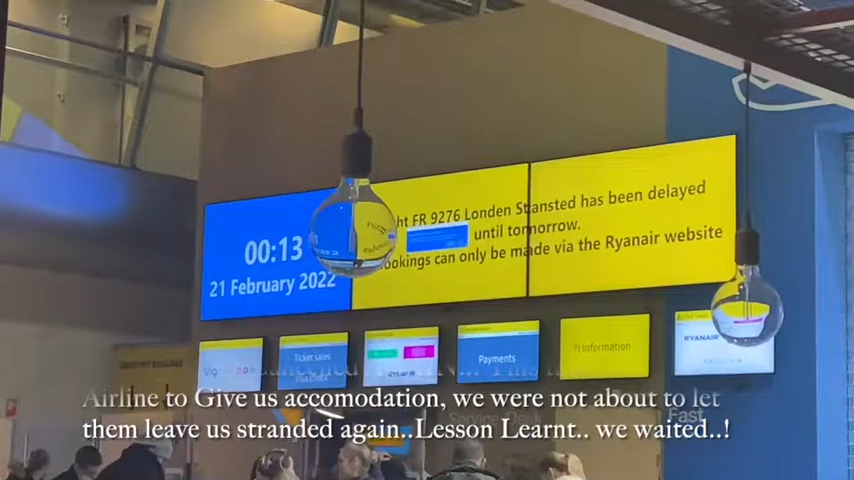 00:13
21 February 2022
ht FR 9276 Londen Stansted has been delayed
until tomorrow.
ookings can only be made via the Ryanair website
Ticket sales
Payments
Information
RYANAIR
Airline to Give us accomodation, we were not about to let
them leave us stranded again..Lesson Learnt.. we waited..!
Fast